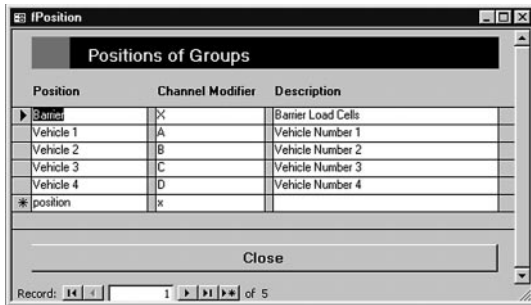 fPosition
Positions of Groups
Position Channel Modifier Description
Barrier X Barrier Load Cells
Vehicle 1 A Vehicle Number 1
Vehicle 2 B Vehicle Number 2
Vehicle 3 C Vehicle Number 3
Vehicle 4 D Vehicle Number 4
position x
Close
Record: 1 of 5